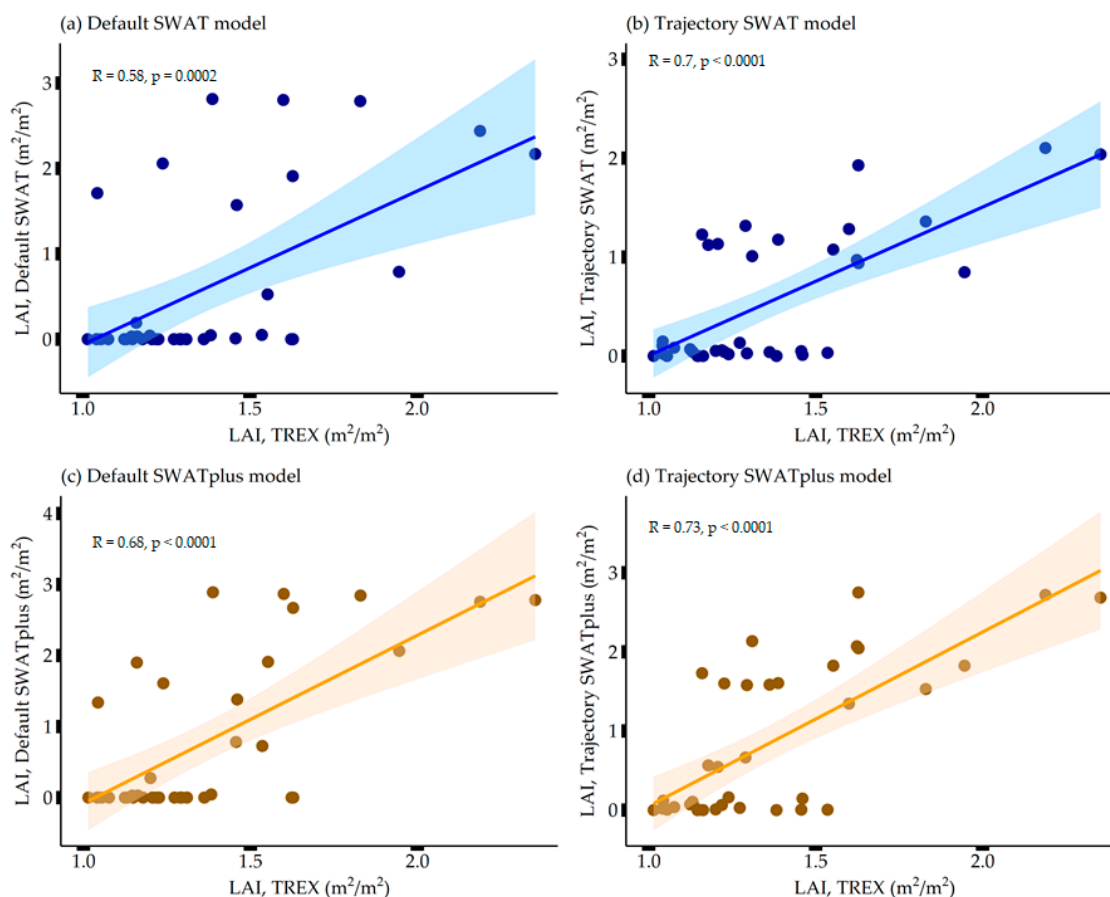 (a) Default SWAT model
R = 0.58, p = 0.0002
LAI, Default SWAT (m²/m²)
3
2
1
0
1.0
1.5
2.0
LAI, TREX (m²/m²)
(b) Trajectory SWAT model
R = 0.7, p < 0.0001
LAI, Trajectory SWAT (m²/m²)
3
2
1
0
1.0
1.5
2.0
LAI, TREX (m²/m²)
(c) Default SWATplus model
R = 0.68, p < 0.0001
LAI, Default SWATplus (m²/m²)
4
3
2
1
0
1.0
1.5
2.0
LAI, TREX (m²/m²)
(d) Trajectory SWATplus model
R = 0.73, p < 0.0001
LAI, Trajectory SWATplus (m²/m²)
3
2
1
0
1.0
1.5
2.0
LAI, TREX (m²/m²)